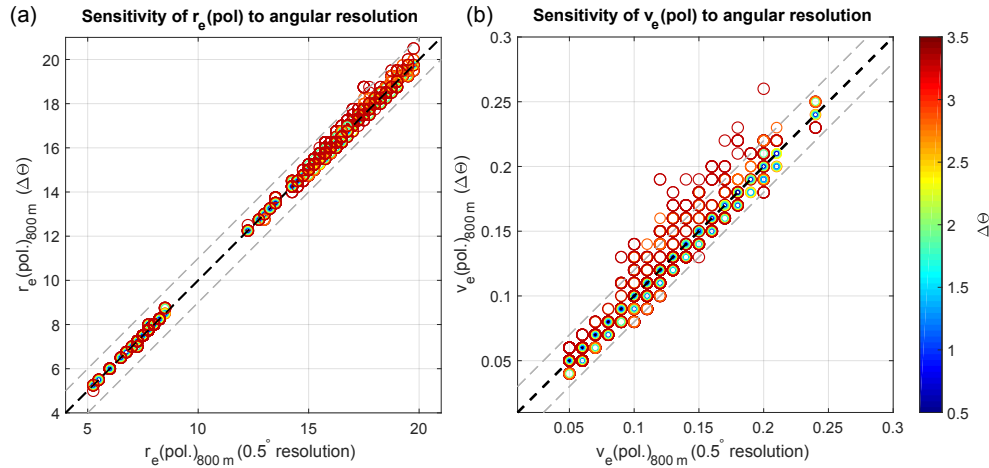 (a) Sensitivity of r_e(pol) to angular resolution
r_e(pol.)_800 m (ΔΘ)
20
18
16
14
12
10
8
6
4
5 10 15 20
r_e(pol.)_800 m (0.5° resolution)
(b) Sensitivity of v_e(pol) to angular resolution
v_e(pol.)_800 m (ΔΘ)
0.3
0.25
0.2
0.15
0.1
0.05
0.05 0.1 0.15 0.2 0.25 0.3
v_e(pol.)_800 m (0.5° resolution)
3.5
3
2.5
2
1.5
1
0.5
ΔΘ